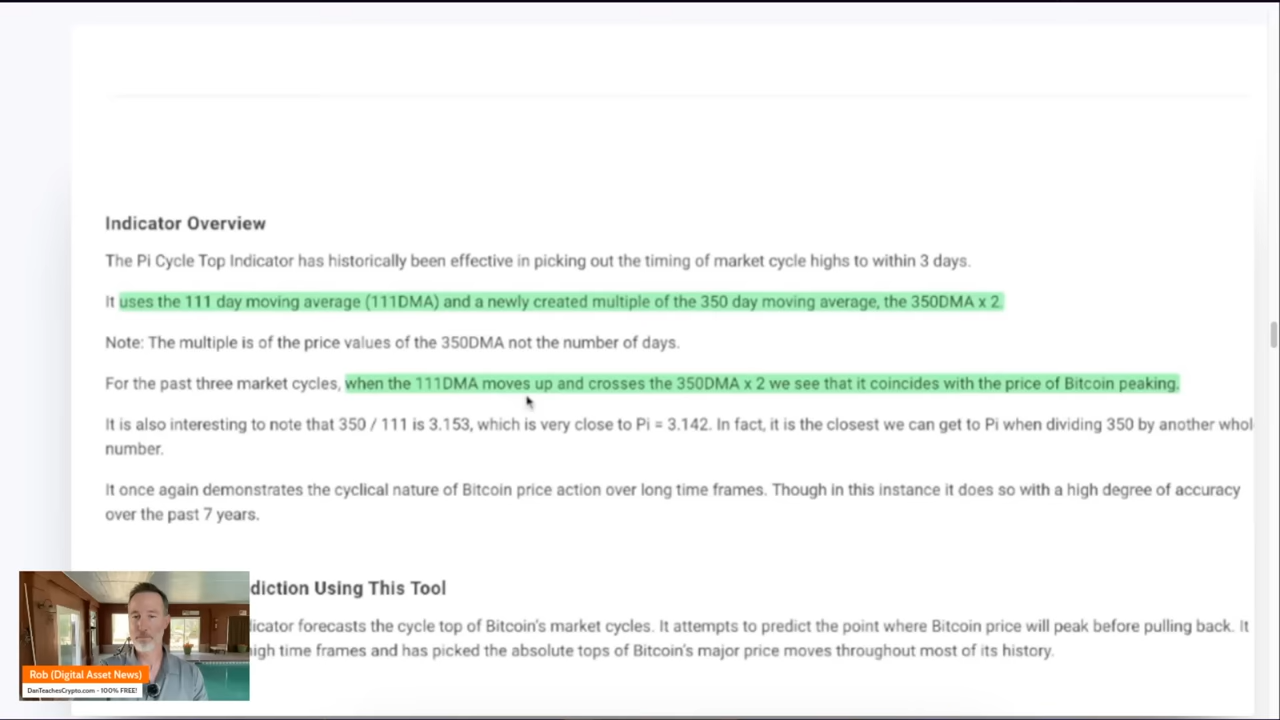 Indicator Overview
The Pi Cycle Top Indicator has historically been effective in picking out the timing of market cycle highs to within 3 days.
It uses the 111 day moving average (111DMA) and a newly created multiple of the 350 day moving average, the 350DMA x 2.
Note: The multiple is of the price values of the 350DMA not the number of days.
For the past three market cycles, when the 111DMA moves up and crosses the 350DMA x 2 we see that it coincides with the price of Bitcoin peaking.
It is also interesting to note that 350 / 111 is 3.153, which is very close to Pi = 3.142. In fact, it is the closest we can get to Pi when dividing 350 by another whol
number.
It once again demonstrates the cyclical nature of Bitcoin price action over long time frames. Though in this instance it does so with a high degree of accuracy
over the past 7 years.
diction Using This Tool
licator forecasts the cycle top of Bitcoin's market cycles. It attempts to predict the point where Bitcoin price will peak before pulling back. It
igh time frames and has picked the absolute tops of Bitcoin's major price moves throughout most of its history.
Rob (Digital Asset News)
DanTeachesCrypto.com - 100% FREE!